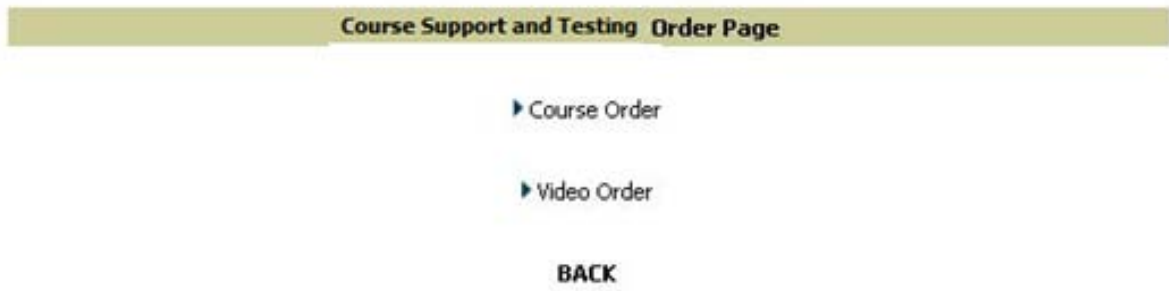 Course Support and Testing Order Page
Course Order
Video Order
BACK